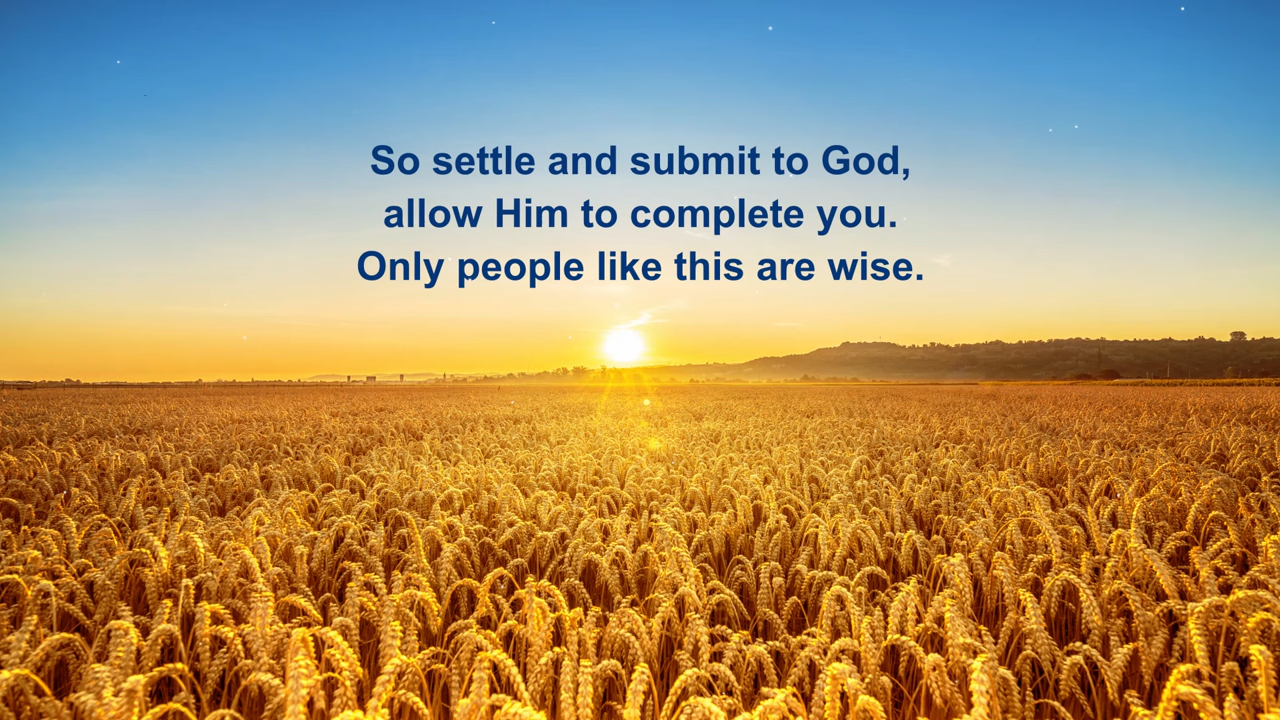 So settle and submit to God,
allow Him to complete you.
Only people like this are wise.